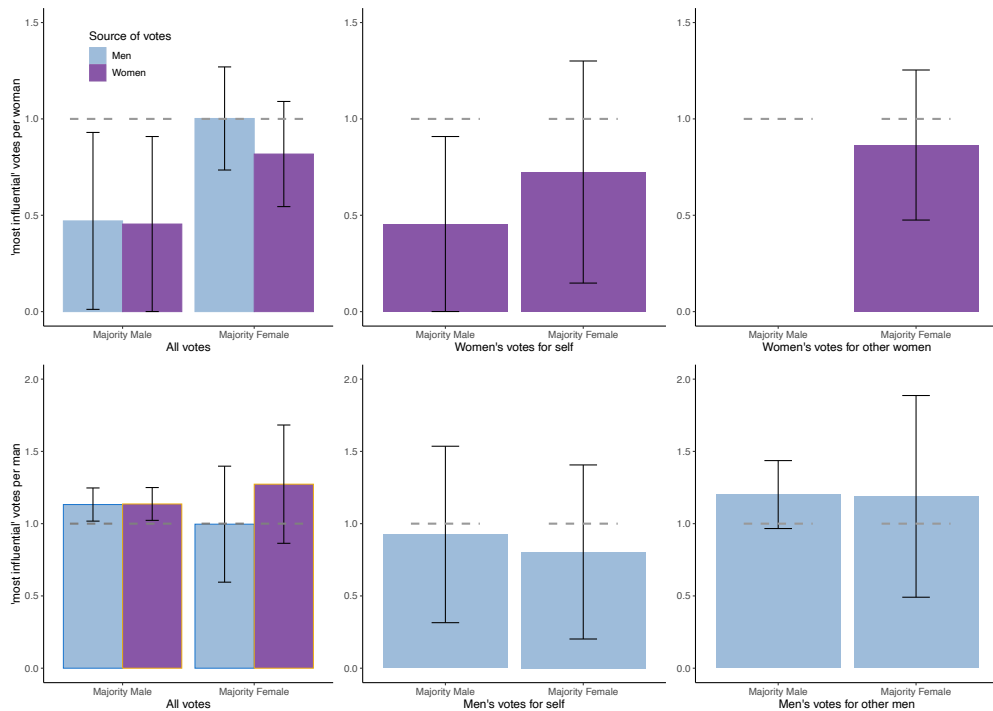 'most influential' votes per woman
1.5
1.0
0.5
0.0
Source of votes
Men
Women
Majority Male
Majority Female
All votes
1.5
1.0
0.5
0.0
Majority Male
Majority Female
Women's votes for self
1.5
1.0
0.5
0.0
Majority Male
Majority Female
Women's votes for other women
'most influential' votes per man
2.0
1.5
1.0
0.5
0.0
Majority Male
Majority Female
All votes
2.0
1.5
1.0
0.5
0.0
Majority Male
Majority Female
Men's votes for self
2.0
1.5
1.0
0.5
0.0
Majority Male
Majority Female
Men's votes for other men